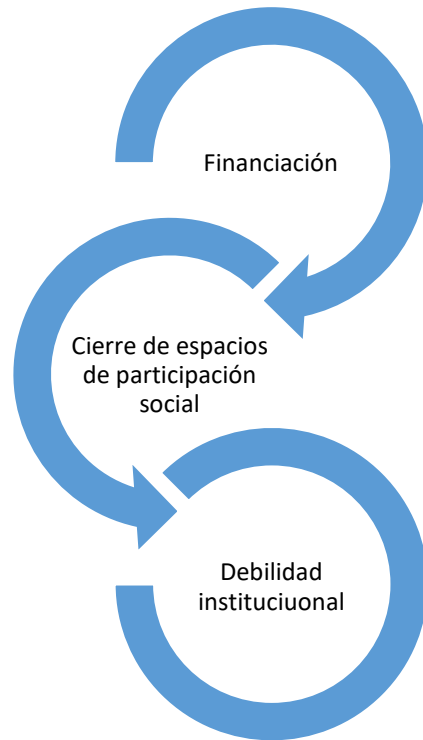 Financiación
Cierre de espacios
de participación
social
Debilidad
instituciuonal